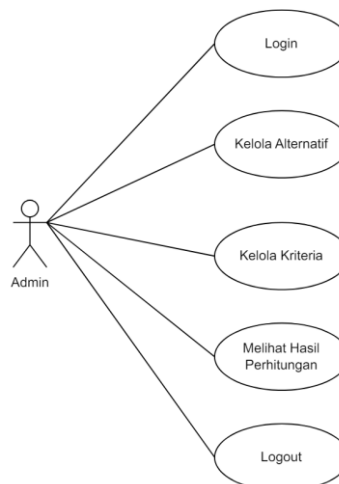 Login
Kelola Alternatif
Kelola Kriteria
Admin
Melihat Hasil
Perhitungan
Logout